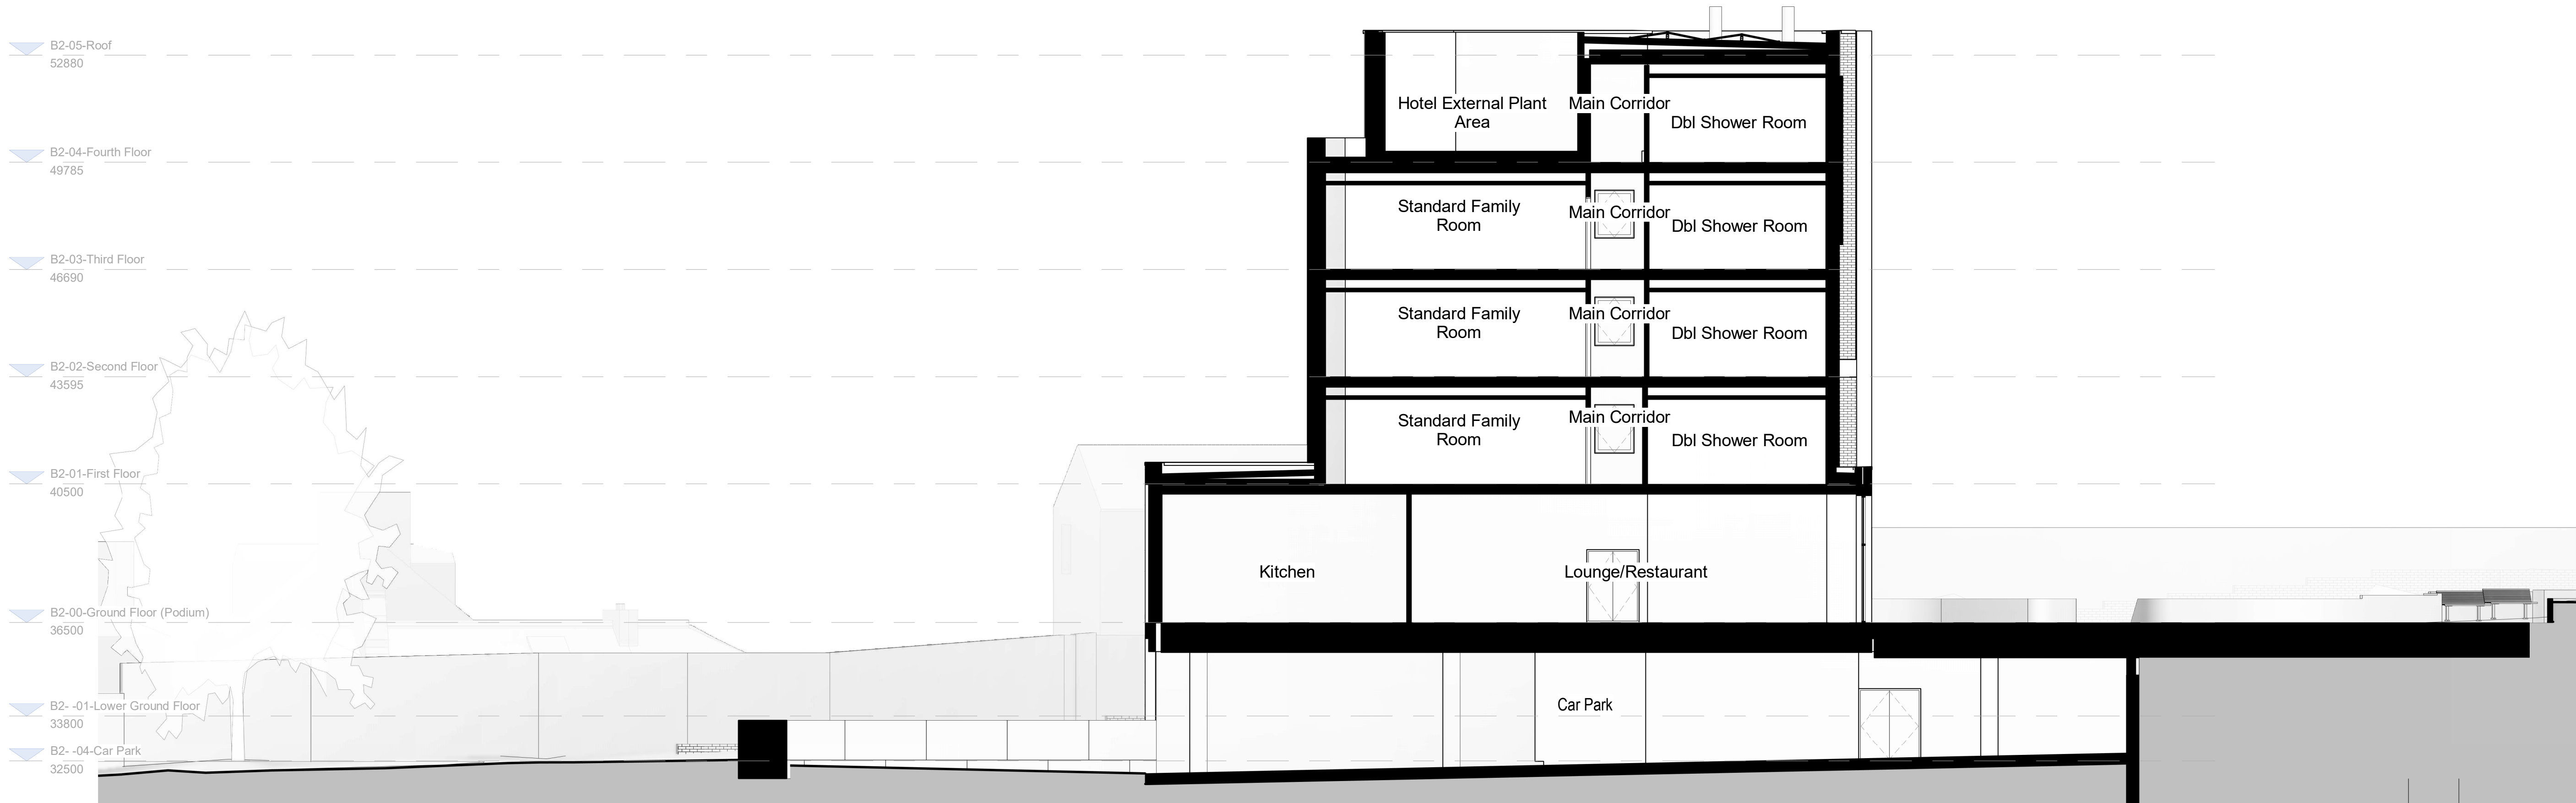 B2-05-Roof
52880
Hotel External Plant
Area
Main Corridor
Dbl Shower Room
B2-04-Fourth Floor
49785
Standard Family
Room
Main Corridor
Dbl Shower Room
B2-03-Third Floor
46690
Standard Family
Room
Main Corridor
Dbl Shower Room
B2-02-Second Floor
43595
Standard Family
Room
Main Corridor
Dbl Shower Room
B2-01-First Floor
40500
Kitchen
Lounge/Restaurant
B2-00-Ground Floor (Podium)
36500
B2- -01-Lower Ground Floor
33800
Car Park
B2- -04-Car Park
32500